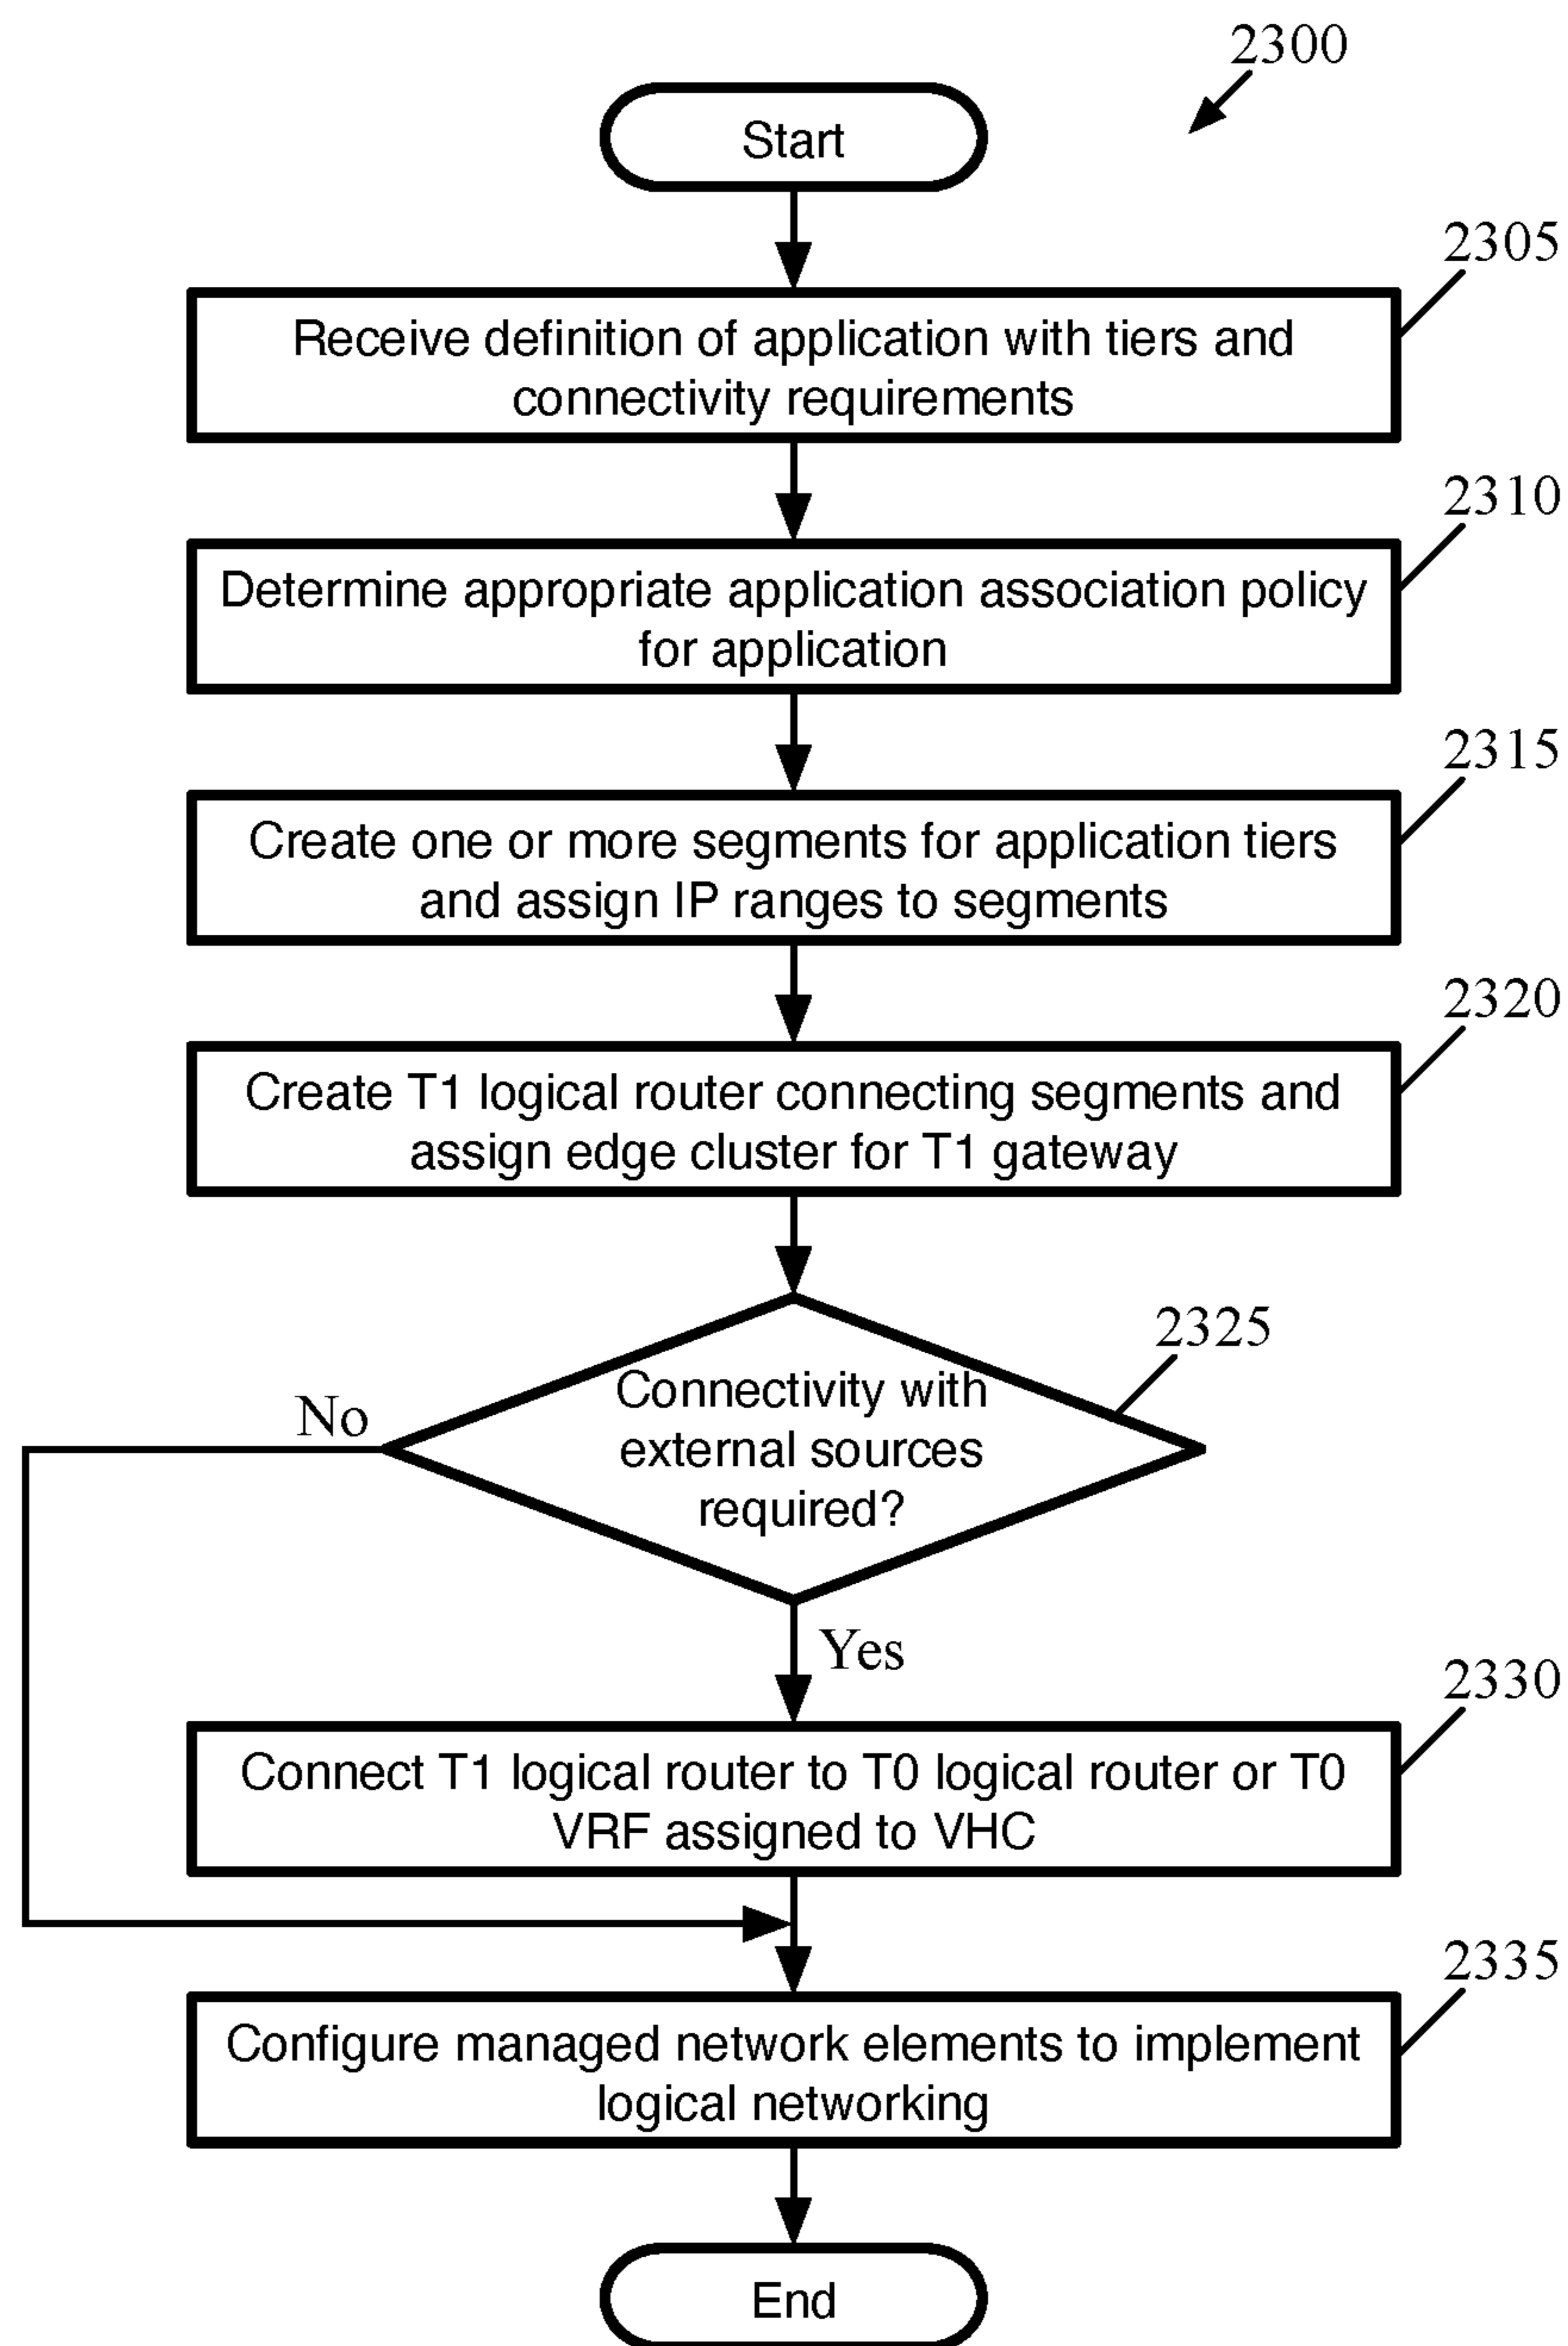 2300
Start
2305
Receive definition of application with tiers and
connectivity requirements
2310
Determine appropriate application association policy
for application
2315
Create one or more segments for application tiers
and assign IP ranges to segments
2320
Create T1 logical router connecting segments and
assign edge cluster for T1 gateway
2325
Connectivity with
external sources
required?
No
Yes
2330
Connect T1 logical router to T0 logical router or T0
VRF assigned to VHC
2335
Configure managed network elements to implement
logical networking
End